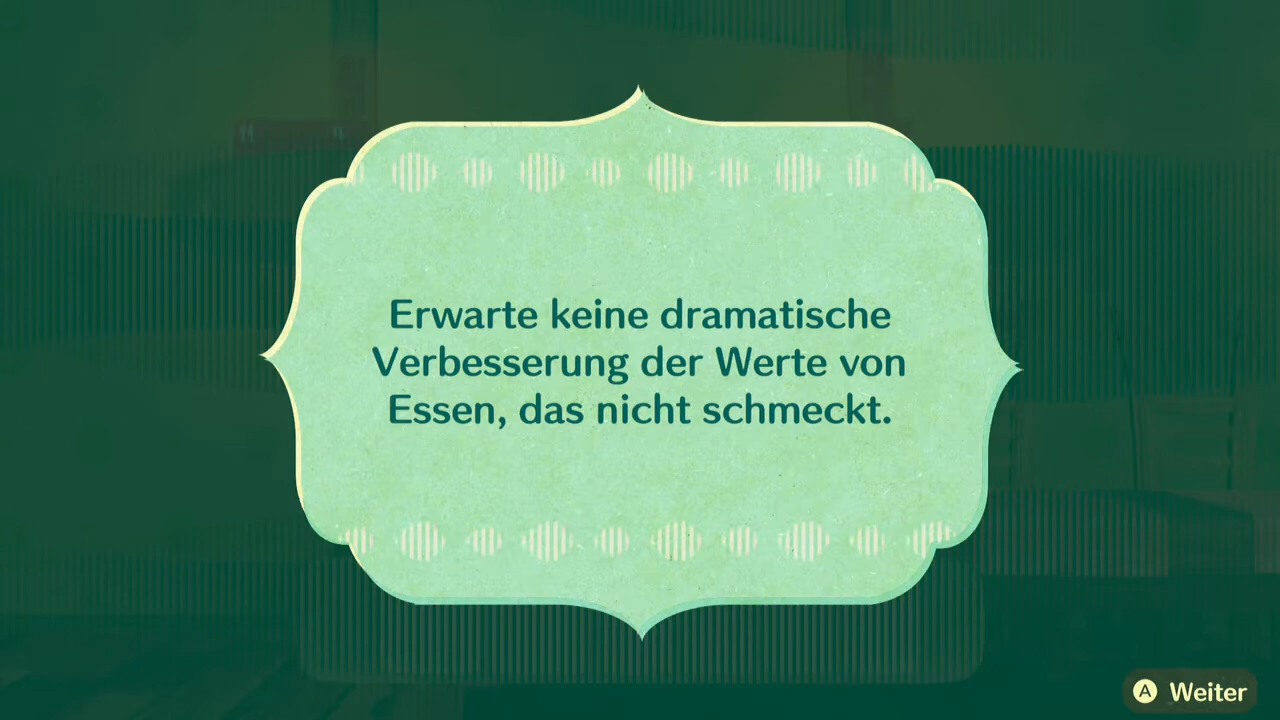 Erwarte keine dramatische
Verbesserung der Werte von
Essen, das nicht schmeckt.
A Weiter